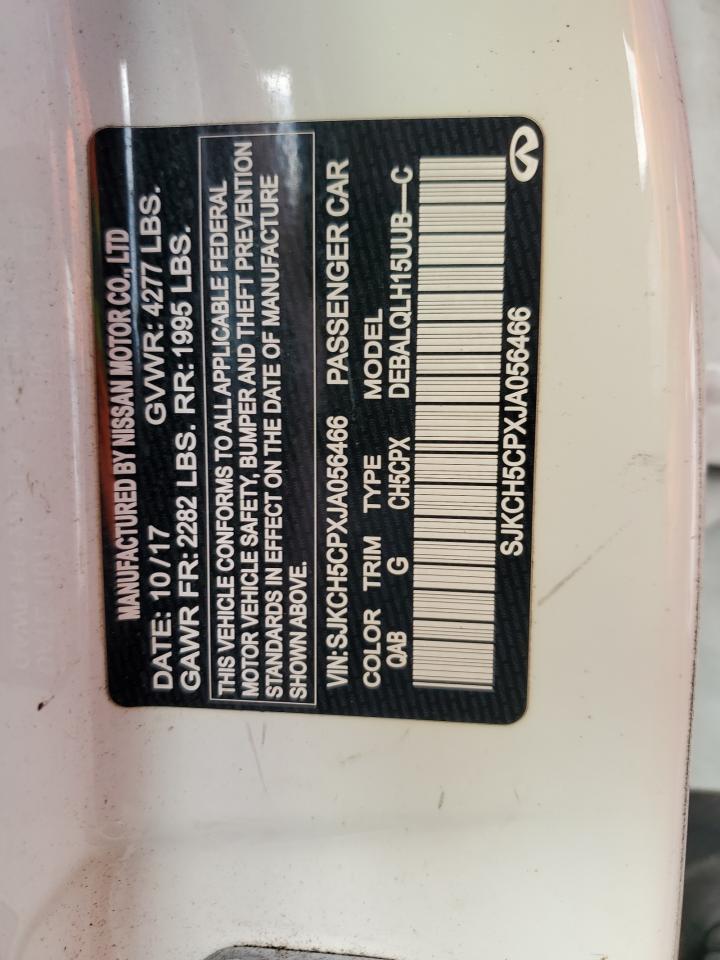 MANUFACTURED BY NISSAN MOTOR CO., LTD
DATE: 10/17 GVWR: 4277 LBS.
GAWR FR: 2282 LBS. RR: 1995 LBS.
THIS VEHICLE CONFORMS TO ALL APPLICABLE FEDERAL
MOTOR VEHICLE SAFETY, BUMPER AND THEFT PREVENTION
STANDARDS IN EFFECT ON THE DATE OF MANUFACTURE
SHOWN ABOVE.
VIN:SJKCH5CPXJA056466 PASSENGER CAR
COLOR TRIM TYPE MODEL
QAB G CH5CPX DEBALQLH15UUB—C
SJKCH5CPXJA056466